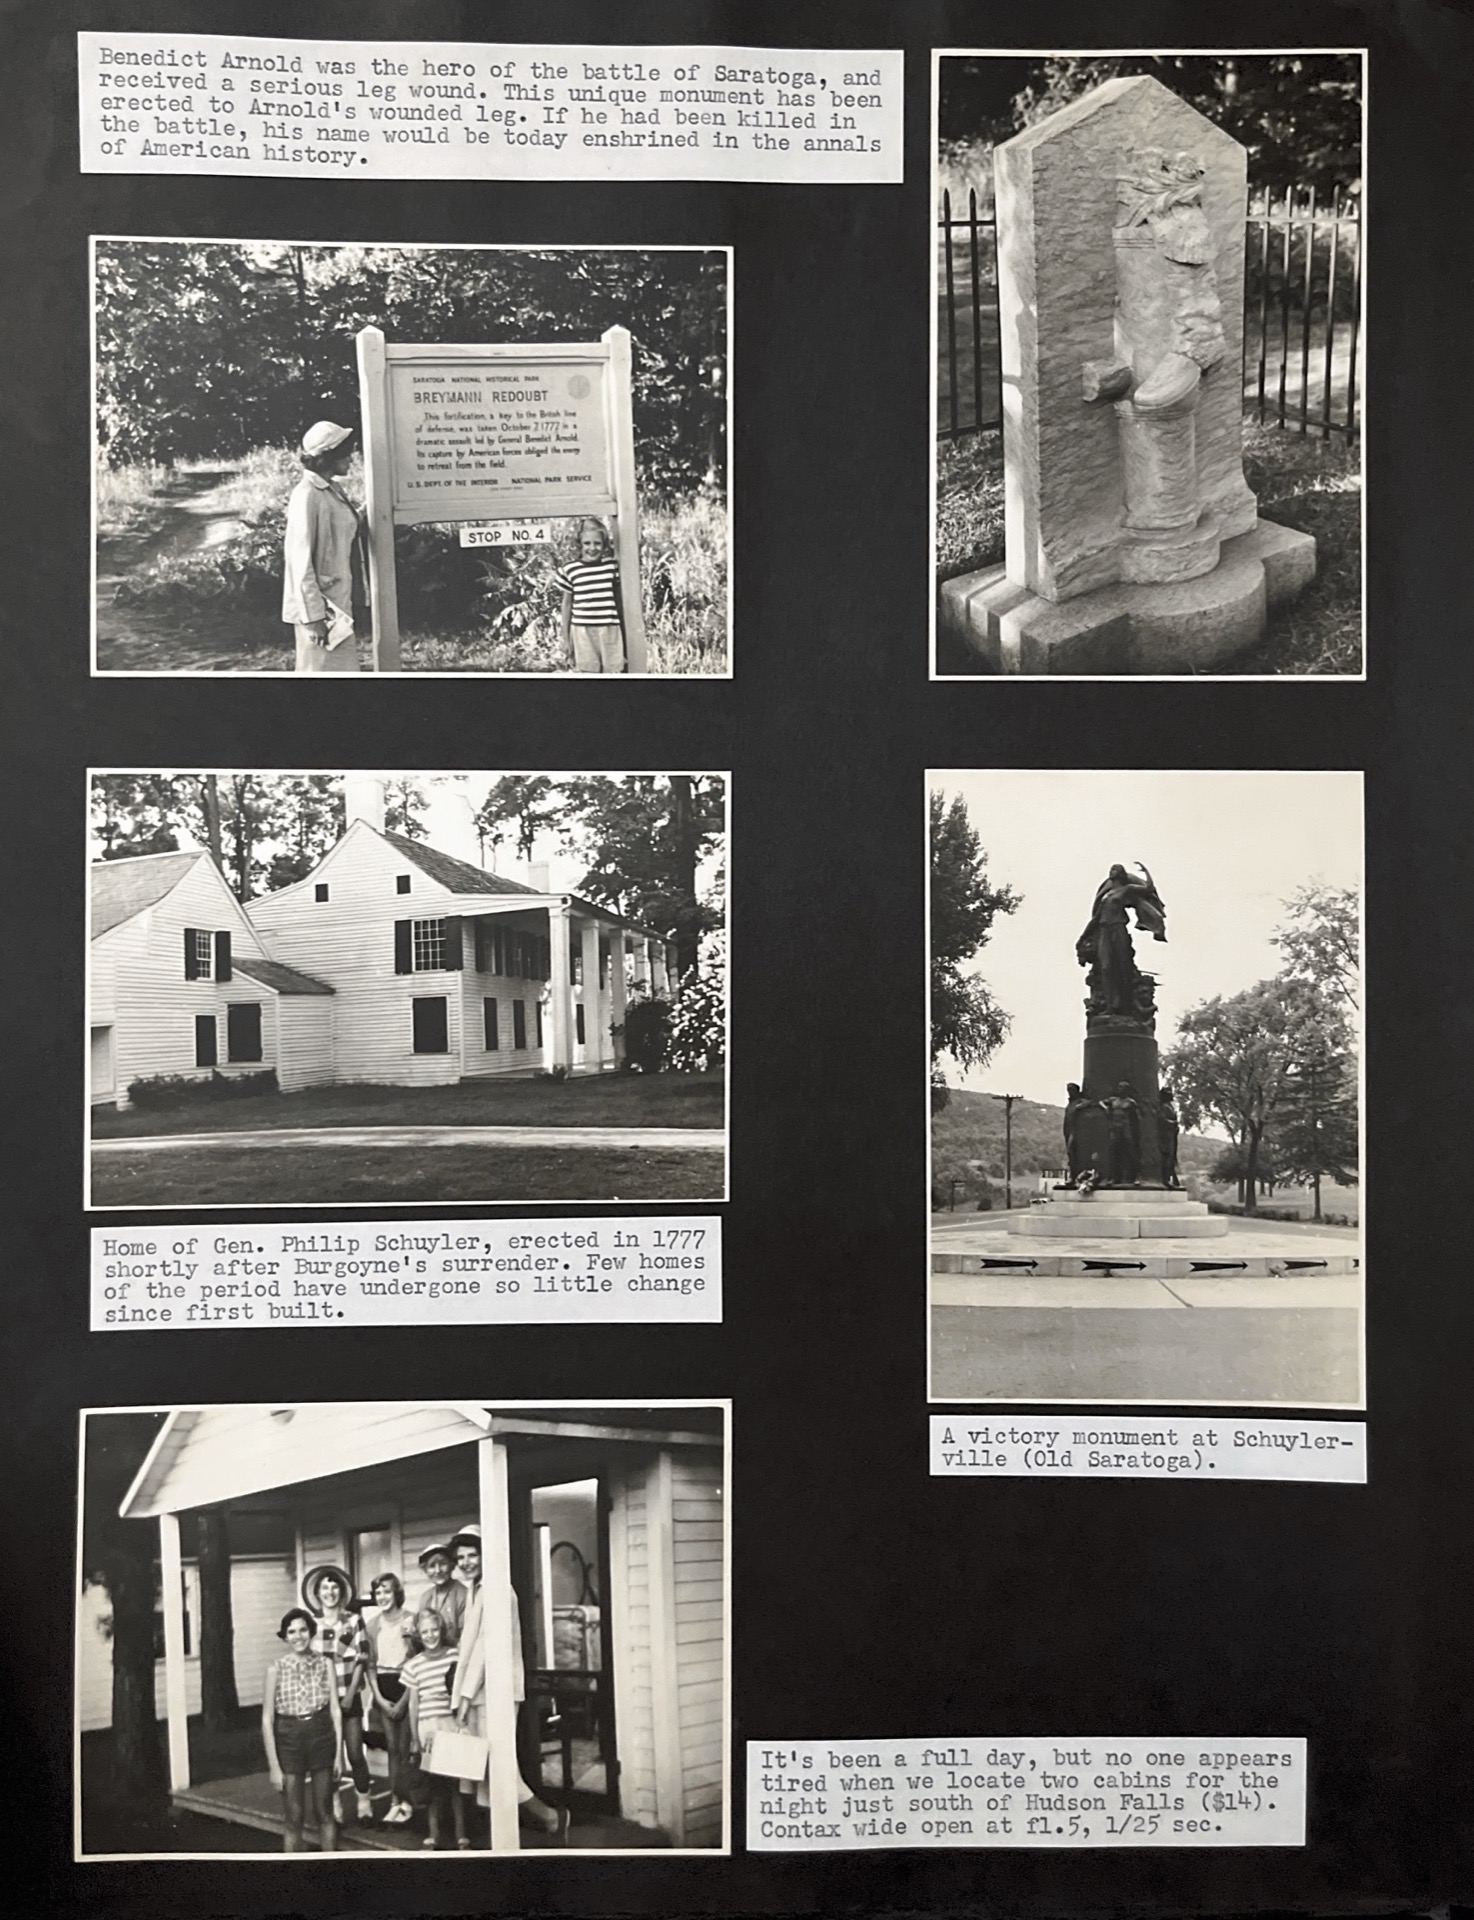 Benedict Arnold was the hero of the battle of Saratoga, and
received a serious leg wound. This unique monument has been
erected to Arnold's wounded leg. If he had been killed in
the battle, his name would be today enshrined in the annals
of American history.
SARATOGA NATIONAL HISTORICAL PARK
BREYMANN REDOUBT
This fortification, a key to the British line
of defense, was taken October 7 1777 in a
dramatic assault led by General Benedict Arnold.
Its capture by American forces obliged the enemy
to retreat from the field.
U. S. DEPT. OF THE INTERIOR NATIONAL PARK SERVICE
STOP NO. 4
Home of Gen. Philip Schuyler, erected in 1777
shortly after Burgoyne's surrender. Few homes
of the period have undergone so little change
since first built.
A victory monument at Schuyler-
ville (Old Saratoga).
It's been a full day, but no one appears
tired when we locate two cabins for the
night just south of Hudson Falls ($14).
Contax wide open at f1.5, 1/25 sec.